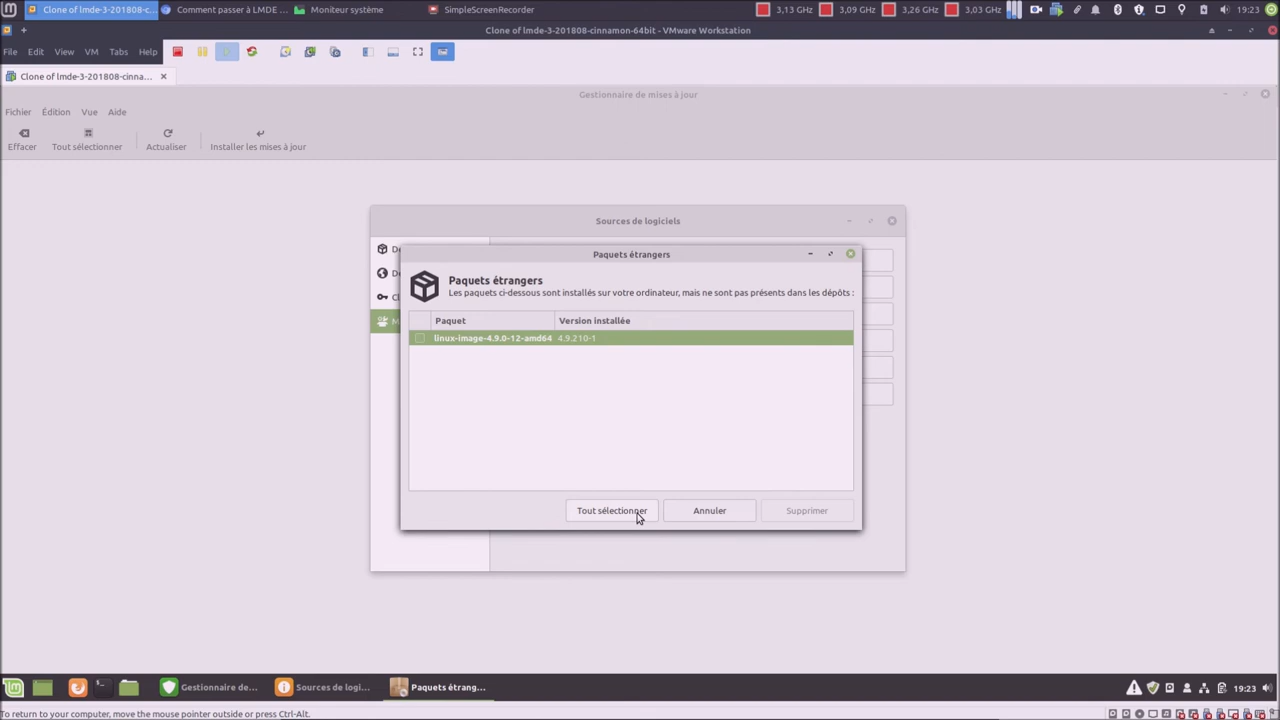 Clone of lmde-3-201808-cinnamon-64bit
Comment passer à LMDE ...
Moniteur système
SimpleScreenRecorder
3,13 GHz
3,09 GHz
3,26 GHz
3,03 GHz
19:23
Clone of lmde-3-201808-cinnamon-64bit - VMware Workstation
File Edit View VM Tabs Help
Clone of lmde-3-201808-cinna...
Gestionnaire de mises à jour
Fichier Édition Vue Aide
Effacer
Tout sélectionner
Actualiser
Installer les mises à jour
Sources de logiciels
Paquets étrangers
Paquets étrangers
Les paquets ci-dessous sont installés sur votre ordinateur, mais ne sont pas présents dans les dépôts :
Paquet Version installée
linux-image-4.9.0-12-amd64 4.9.210-1
Tout sélectionner Annuler Supprimer
Gestionnaire de...
Sources de logi...
Paquets étrang...
19:23
To return to your computer, move the mouse pointer outside or press Ctrl-Alt.